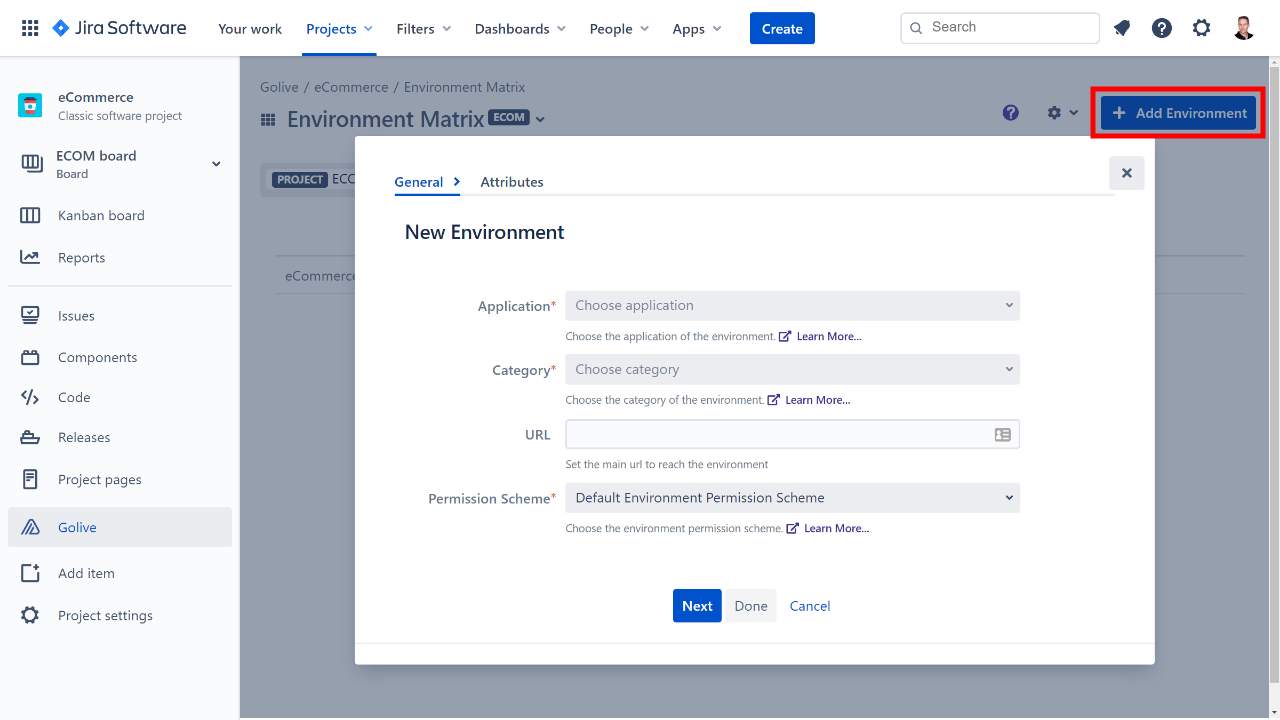 Jira Software Your work Projects Filters Dashboards People Apps Create Search
eCommerce
Classic software project
ECOM board
Board
Kanban board
Reports
Issues
Components
Code
Releases
Project pages
Golive
Add item
Project settings
Golive / eCommerce / Environment Matrix
Environment Matrix ECOM
? + Add Environment
PROJECT ECO
eCommerce
General Attributes
New Environment
Application* Choose application
Choose the application of the environment. Learn More...
Category* Choose category
Choose the category of the environment. Learn More...
URL
Set the main url to reach the environment
Permission Scheme* Default Environment Permission Scheme
Choose the environment permission scheme. Learn More...
Next Done Cancel